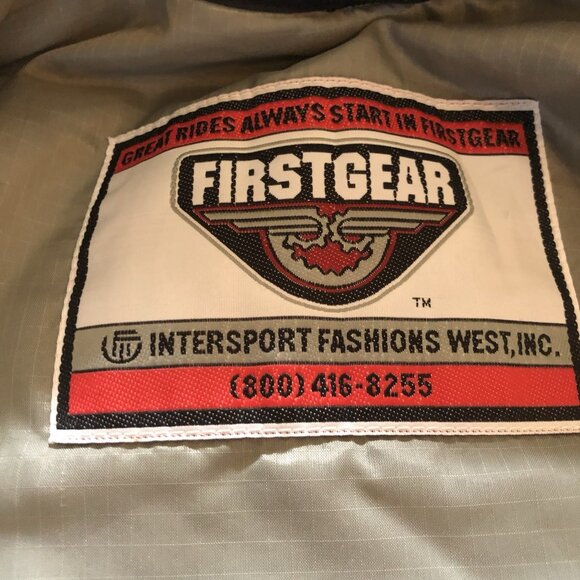 GREAT RIDES ALWAYS START IN FIRSTGEAR
FIRSTGEAR
TM
INTERSPORT FASHIONS WEST, INC.
(800) 416-8255